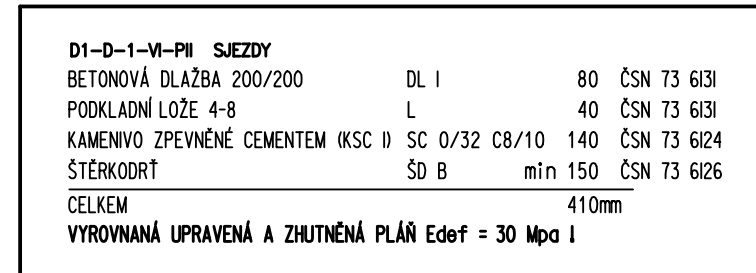 D1-D-1-VI-PII SJEZDY
BETONOVÁ DLAŽBA 200/200 DL I 80 ČSN 73 6131
PODKLADNÍ LOŽE 4-8 L 40 ČSN 73 6131
KAMENIVO ZPEVNĚNÉ CEMENTEM (KSC I) SC 0/32 C8/10 140 ČSN 73 6124
ŠTĚRKODRŤ ŠD B min 150 ČSN 73 6126
CELKEM 410mm
VYROVNANÁ UPRAVENÁ A ZHUTNĚNÁ PLÁŇ Edef = 30 Mpa !